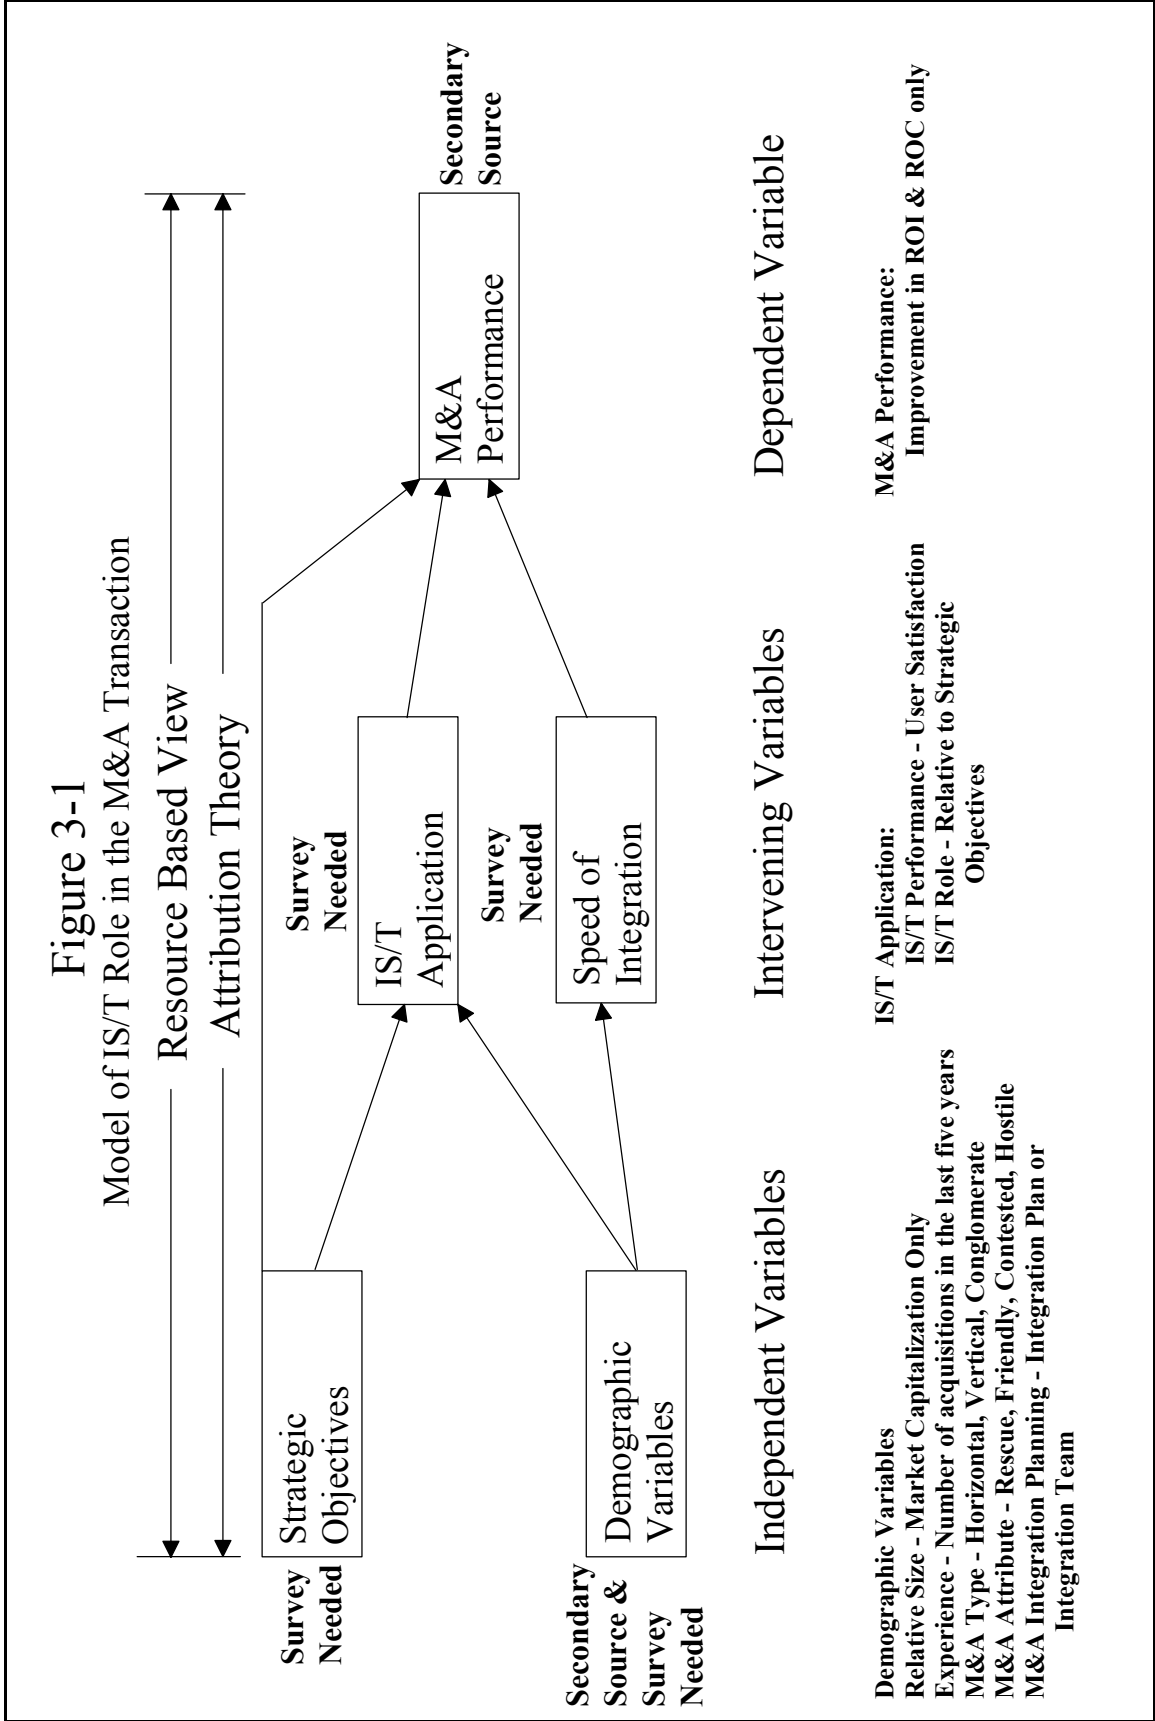 Figure 3-1
Model of IS/T Role in the M&A Transaction
Resource Based View
Attribution Theory
Survey
Needed
Strategic
Objectives
Survey
Needed
IS/T
Application
Secondary
Source
M&A
Performance
Survey
Needed
Speed of
Integration
Secondary
Source &
Survey
Needed
Demographic
Variables
Independent Variables
Intervening Variables
Dependent Variable
Demographic Variables
Relative Size - Market Capitalization Only
Experience - Number of acquisitions in the last five years
M&A Type - Horizontal, Vertical, Conglomerate
M&A Attribute - Rescue, Friendly, Contested, Hostile
M&A Integration Planning - Integration Plan or
Integration Team
IS/T Application:
IS/T Performance - User Satisfaction
IS/T Role - Relative to Strategic
Objectives
M&A Performance:
Improvement in ROI & ROC only